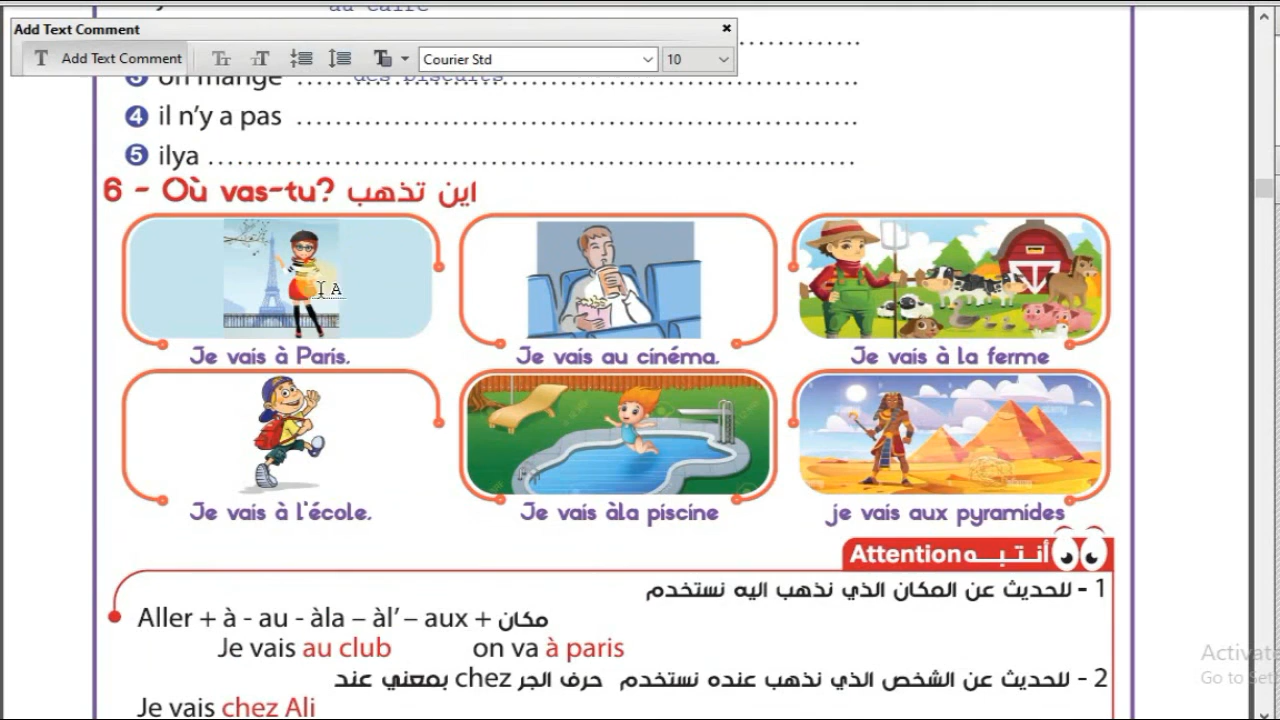 au caire
Add Text Comment
Add Text Comment
Courier Std
10
3 on mange ........ des biscuits ........
4 il n'y a pas ........
5 ilya ........
6 - Où vas-tu? اين تذهب
A
Je vais à Paris.
Je vais au cinéma.
Je vais à la ferme
Je vais à l'école.
Je vais àla piscine
je vais aux pyramides
Attention أنـتـبـــه
1 - للحديث عن المكان الذي نذهب اليه نستخدم
Aller + à - au - àla – àl' – aux + مكان
Je vais au club
on va à paris
2 - للحديث عن الشخص الذي نذهب عنده نستخدم حرف الجر chez بمعني عند
Je vais chez Ali
Activate
Go to Set